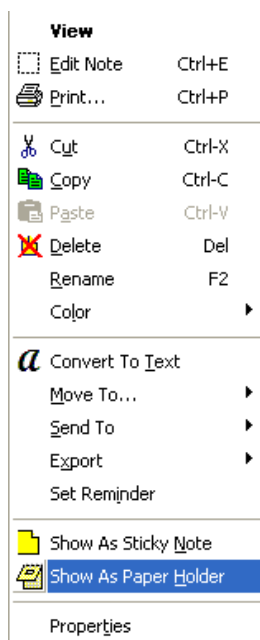 View
Edit Note Ctrl+E
Print... Ctrl+P
Cut Ctrl-X
Copy Ctrl-C
Paste Ctrl-V
Delete Del
Rename F2
Color
a Convert To Text
Move To...
Send To
Export
Set Reminder
Show As Sticky Note
Show As Paper Holder
Properties